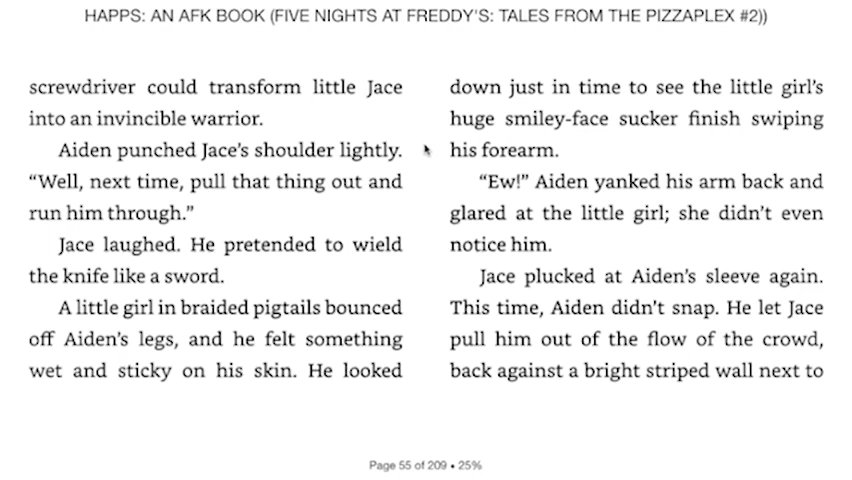 HAPPS: AN AFK BOOK (FIVE NIGHTS AT FREDDY'S: TALES FROM THE PIZZAPLEX #2))
screwdriver could transform little Jace
into an invincible warrior.
Aiden punched Jace’s shoulder lightly.
“Well, next time, pull that thing out and
run him through.”
Jace laughed. He pretended to wield
the knife like a sword.
A little girl in braided pigtails bounced
off Aiden’s legs, and he felt something
wet and sticky on his skin. He looked
down just in time to see the little girl’s
huge smiley-face sucker finish swiping
his forearm.
“Ew!” Aiden yanked his arm back and
glared at the little girl; she didn’t even
notice him.
Jace plucked at Aiden’s sleeve again.
This time, Aiden didn’t snap. He let Jace
pull him out of the flow of the crowd,
back against a bright striped wall next to
Page 55 of 209 • 25%